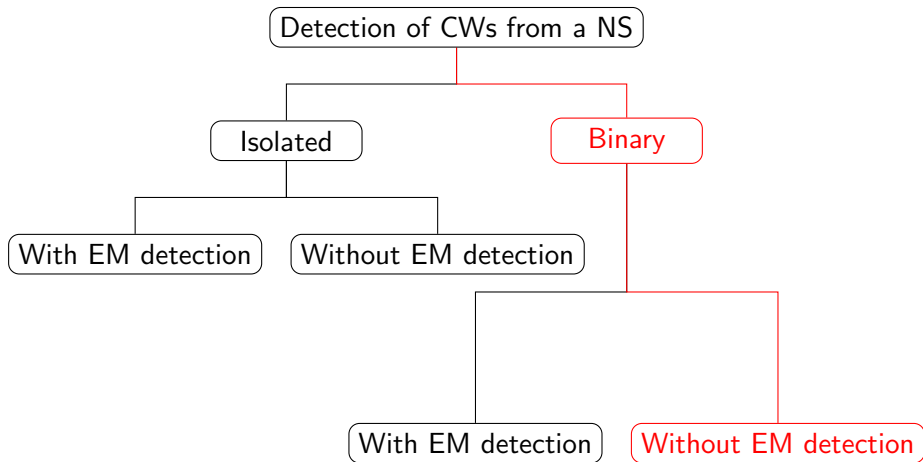 Detection of CWs from a NS
Isolated
Binary
With EM detection
Without EM detection
With EM detection
Without EM detection